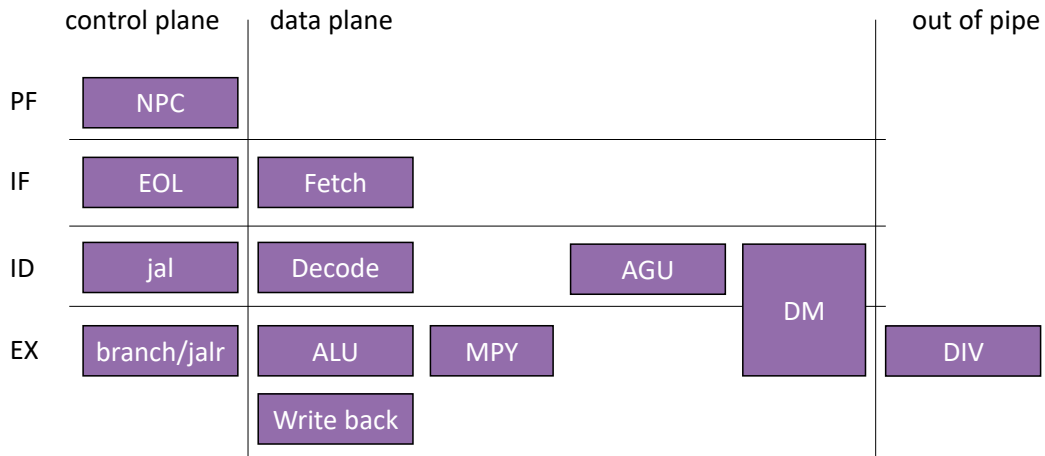 control plane data plane out of pipe
PF NPC
IF EOL Fetch
ID jal Decode AGU
DM
EX branch/jalr ALU MPY DIV
Write back